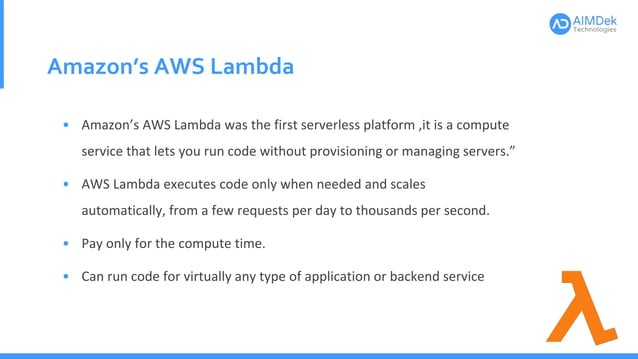 AIMDek
Technologies
Amazon’s AWS Lambda
• Amazon’s AWS Lambda was the first serverless platform ,it is a compute
service that lets you run code without provisioning or managing servers.”
• AWS Lambda executes code only when needed and scales
automatically, from a few requests per day to thousands per second.
• Pay only for the compute time.
• Can run code for virtually any type of application or backend service